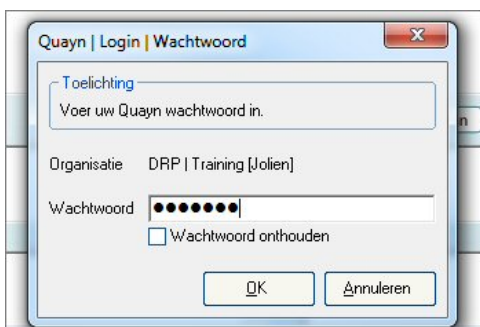 Quayn | Login | Wachtwoord
Toelichting
Voer uw Quayn wachtwoord in.
Organisatie DRP | Training [Jolien]
Wachtwoord ●●●●●●●
Wachtwoord onthouden
OK Annuleren
n